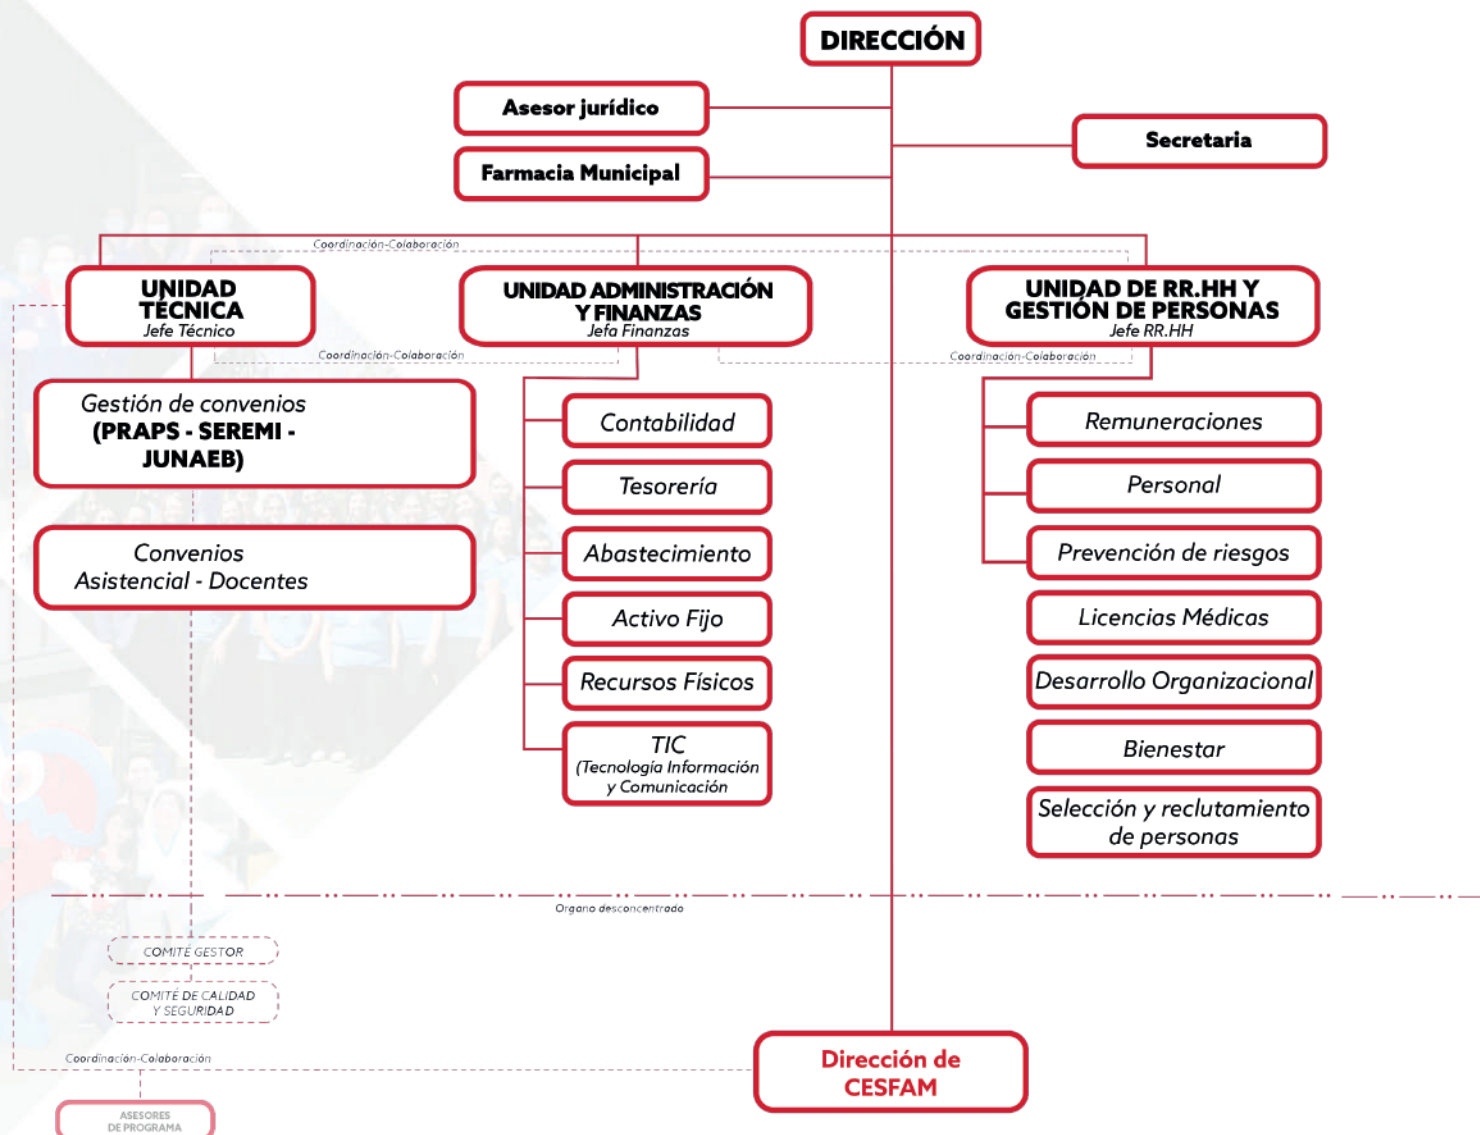 DIRECCIÓN
Asesor jurídico
Secretaria
Farmacia Municipal
Coordinación-Colaboración
UNIDAD
TÉCNICA
Jefe Técnico
UNIDAD ADMINISTRACIÓN
Y FINANZAS
Jefa Finanzas
UNIDAD DE RR.HH Y
GESTIÓN DE PERSONAS
Jefe RR.HH
Coordinación-Colaboración
Coordinación-Colaboración
Gestión de convenios
(PRAPS - SEREMI -
JUNAEB)
Convenios
Asistencial - Docentes
Contabilidad
Tesorería
Abastecimiento
Activo Fijo
Recursos Físicos
TIC
(Tecnología Información
y Comunicación
Remuneraciones
Personal
Prevención de riesgos
Licencias Médicas
Desarrollo Organizacional
Bienestar
Selección y reclutamiento
de personas
Organo desconcentrado
COMITÉ GESTOR
COMITÉ DE CALIDAD
Y SEGURIDAD
Coordinación-Colaboración
Dirección de
CESFAM
ASESORES
DE PROGRAMA